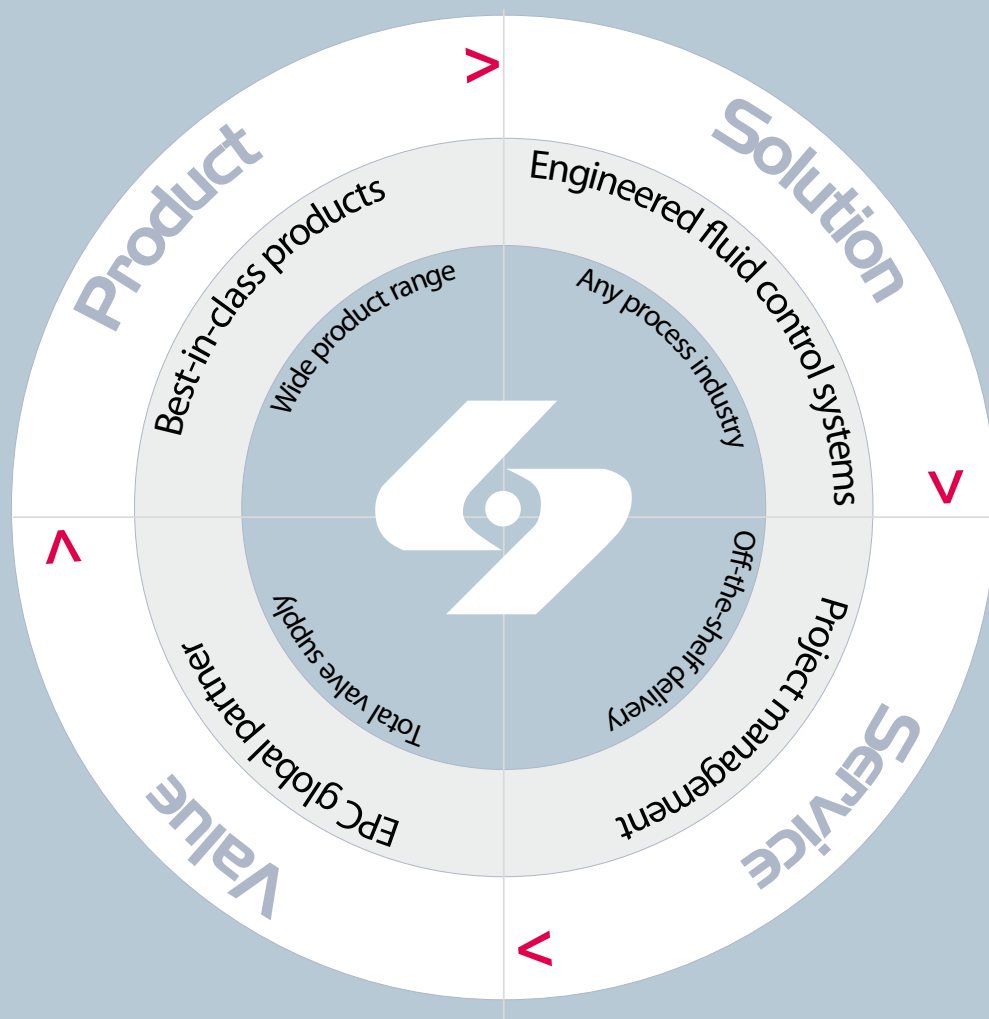 Product
Best-in-class products
Wide product range
Solution
Engineered fluid control systems
Any process industry
Service
Project management
Off-the-shelf delivery
Value
EPC global partner
Total valve supply